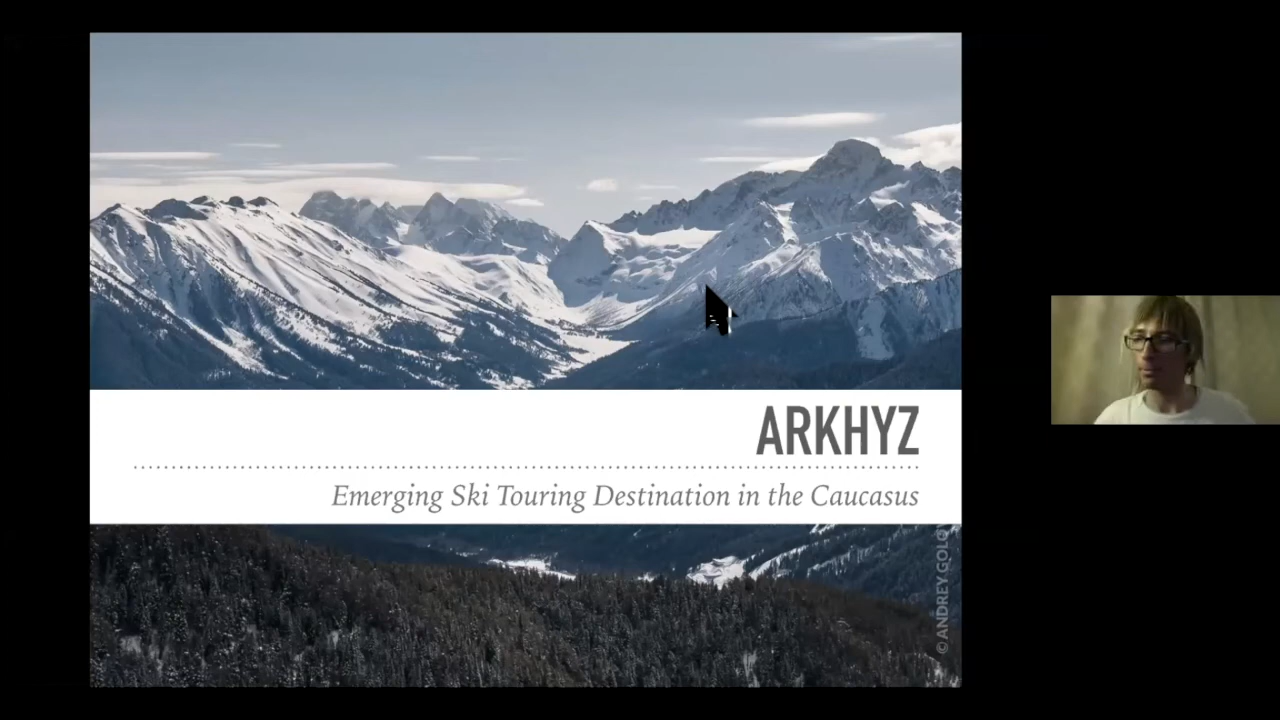 ARKHYZ
Emerging Ski Touring Destination in the Caucasus
© ANDREY GOLO